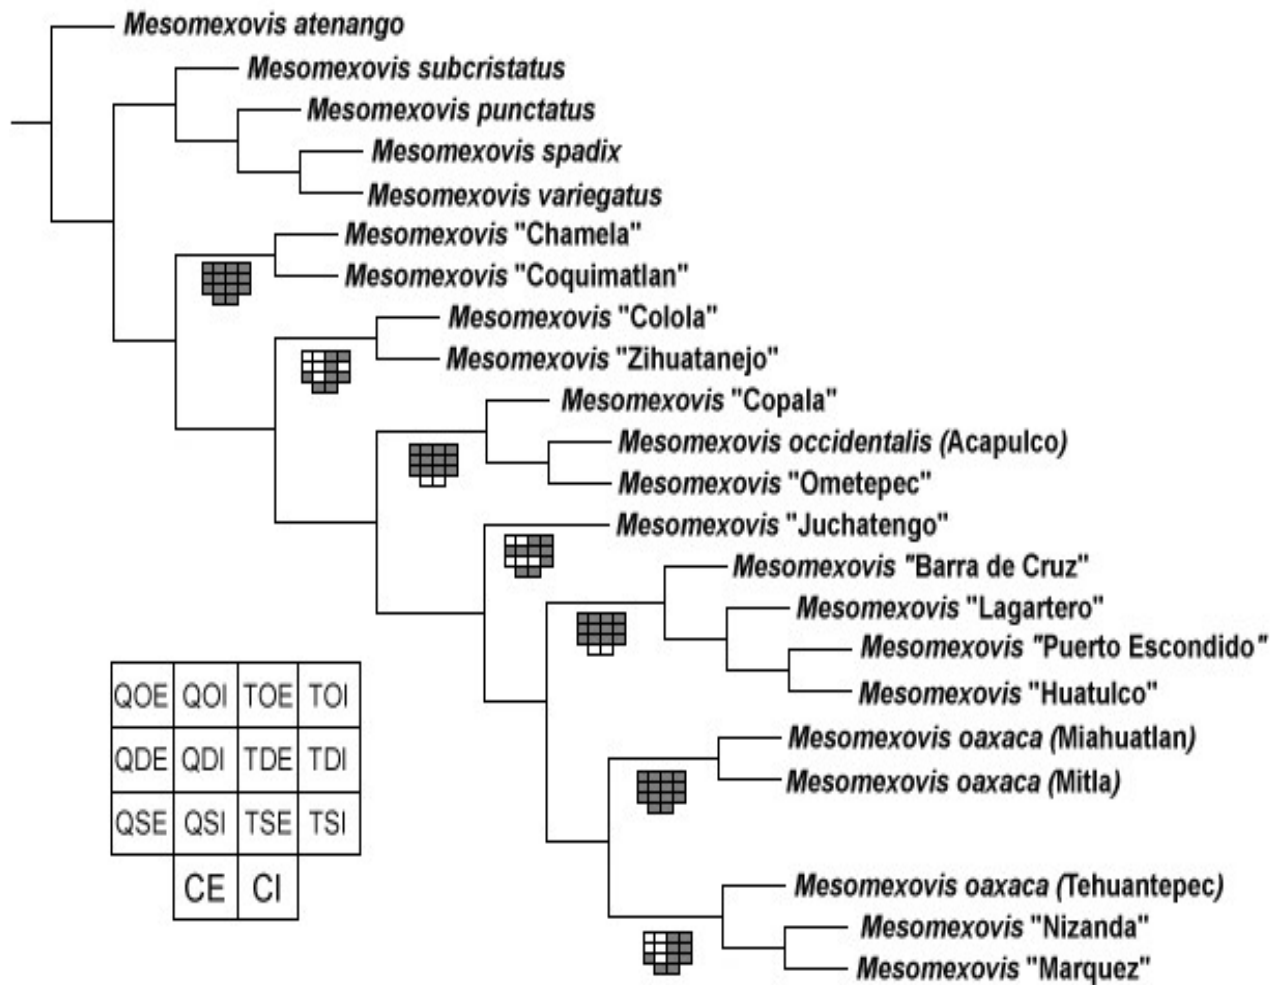 Mesomexovis atenango
Mesomexovis subcristatus
Mesomexovis punctatus
Mesomexovis spadix
Mesomexovis variegatus
Mesomexovis "Chamela"
Mesomexovis "Coquimatlan"
Mesomexovis "Colola"
Mesomexovis "Zihuatanejo"
Mesomexovis "Copala"
Mesomexovis occidentalis (Acapulco)
Mesomexovis "Ometepec"
Mesomexovis "Juchatengo"
Mesomexovis "Barra de Cruz"
Mesomexovis "Lagartero"
Mesomexovis "Puerto Escondido"
Mesomexovis "Huatulco"
Mesomexovis oaxaca (Miahuatlan)
Mesomexovis oaxaca (Mitla)
Mesomexovis oaxaca (Tehuantepec)
Mesomexovis "Nizanda"
Mesomexovis "Marquez"
QOE QOI TOE TOI
QDE QDI TDE TDI
QSE QSI TSE TSI
CE CI